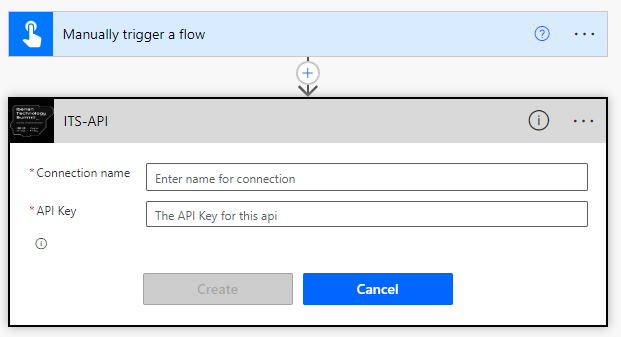 Manually trigger a flow
Iberian
Technology
Summit
ITS-API
* Connection name
Enter name for connection
* API Key
The API Key for this api
Create
Cancel